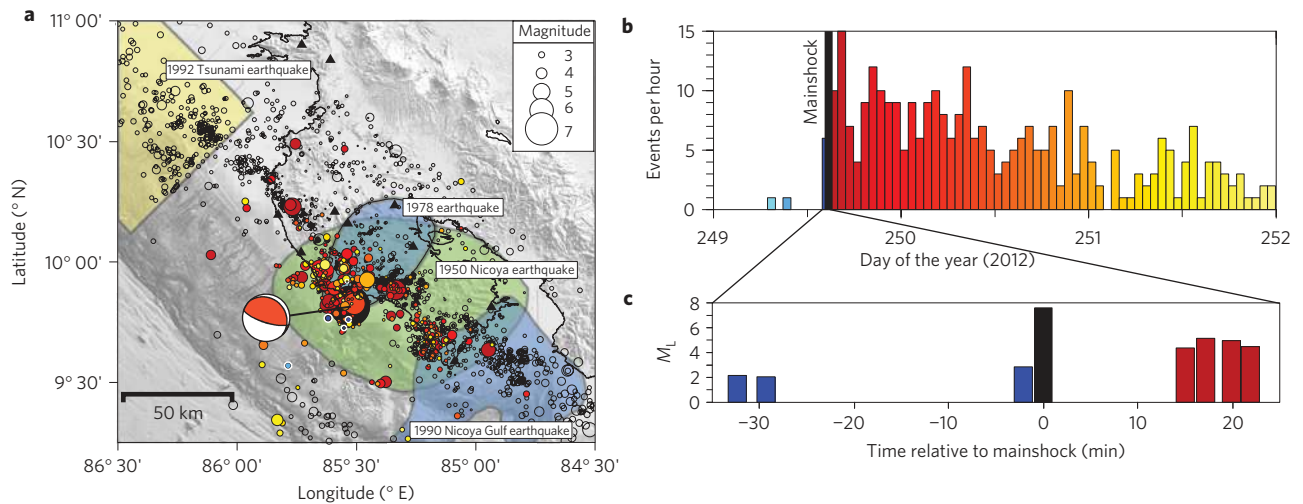 a
11° 00'
10° 30'
10° 00'
9° 30'
Latitude (° N)
86° 30'
86° 00'
85° 30'
85° 00'
84° 30'
Longitude (° E)
Magnitude
3
4
5
6
7
1992 Tsunami earthquake
1978 earthquake
1950 Nicoya earthquake
1990 Nicoya Gulf earthquake
50 km
b
15
10
5
0
Events per hour
Mainshock
249
250
251
252
Day of the year (2012)
c
8
6
4
2
0
M_L
−30
−20
−10
0
10
20
Time relative to mainshock (min)